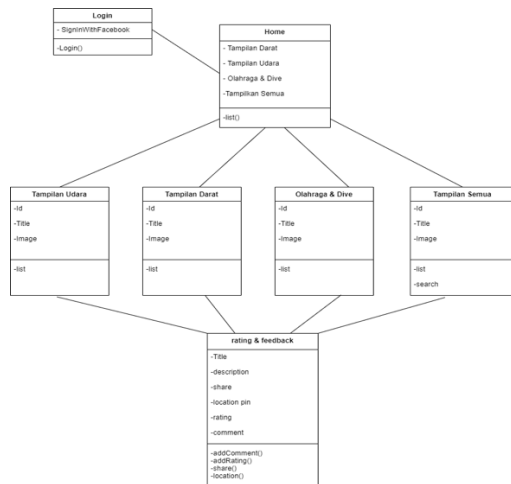 Login
- SignInWithFacebook
-Login()
Home
- Tampilan Darat
- Tampilan Udara
- Olahraga & Dive
-Tampilkan Semua
-list()
Tampilan Udara
-Id
-Title
-Image
-list
Tampilan Darat
-Id
-Title
-Image
-list
Olahraga & Dive
-Id
-Title
-Image
-list
Tampilan Semua
-Id
-Title
-Image
-list
-search
rating & feedback
-Title
-description
-share
-location pin
-rating
-comment
-addComment()
-addRating()
-share()
-location()